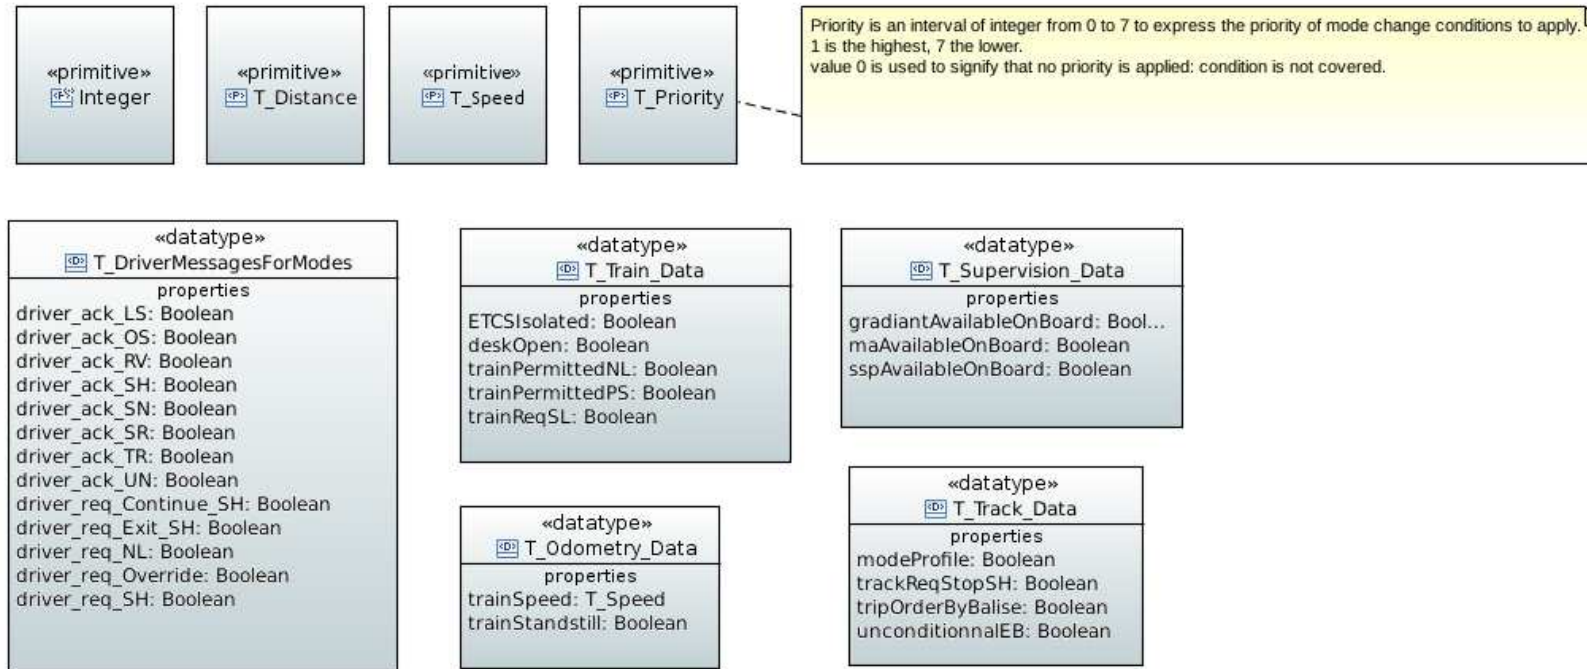 «primitive»
Integer
«primitive»
T_Distance
«primitive»
T_Speed
«primitive»
T_Priority
Priority is an interval of integer from 0 to 7 to express the priority of mode change conditions to apply.
1 is the highest, 7 the lower.
value 0 is used to signify that no priority is applied: condition is not covered.
«datatype»
T_DriverMessagesForModes
properties
driver_ack_LS: Boolean
driver_ack_OS: Boolean
driver_ack_RV: Boolean
driver_ack_SH: Boolean
driver_ack_SN: Boolean
driver_ack_SR: Boolean
driver_ack_TR: Boolean
driver_ack_UN: Boolean
driver_req_Continue_SH: Boolean
driver_req_Exit_SH: Boolean
driver_req_NL: Boolean
driver_req_Override: Boolean
driver_req_SH: Boolean
«datatype»
T_Train_Data
properties
ETCSIsolated: Boolean
deskOpen: Boolean
trainPermittedNL: Boolean
trainPermittedPS: Boolean
trainReqSL: Boolean
«datatype»
T_Supervision_Data
properties
gradiantAvailableOnBoard: Bool...
maAvailableOnBoard: Boolean
sspAvailableOnBoard: Boolean
«datatype»
T_Odometry_Data
properties
trainSpeed: T_Speed
trainStandstill: Boolean
«datatype»
T_Track_Data
properties
modeProfile: Boolean
trackReqStopSH: Boolean
tripOrderByBalise: Boolean
unconditionnalEB: Boolean